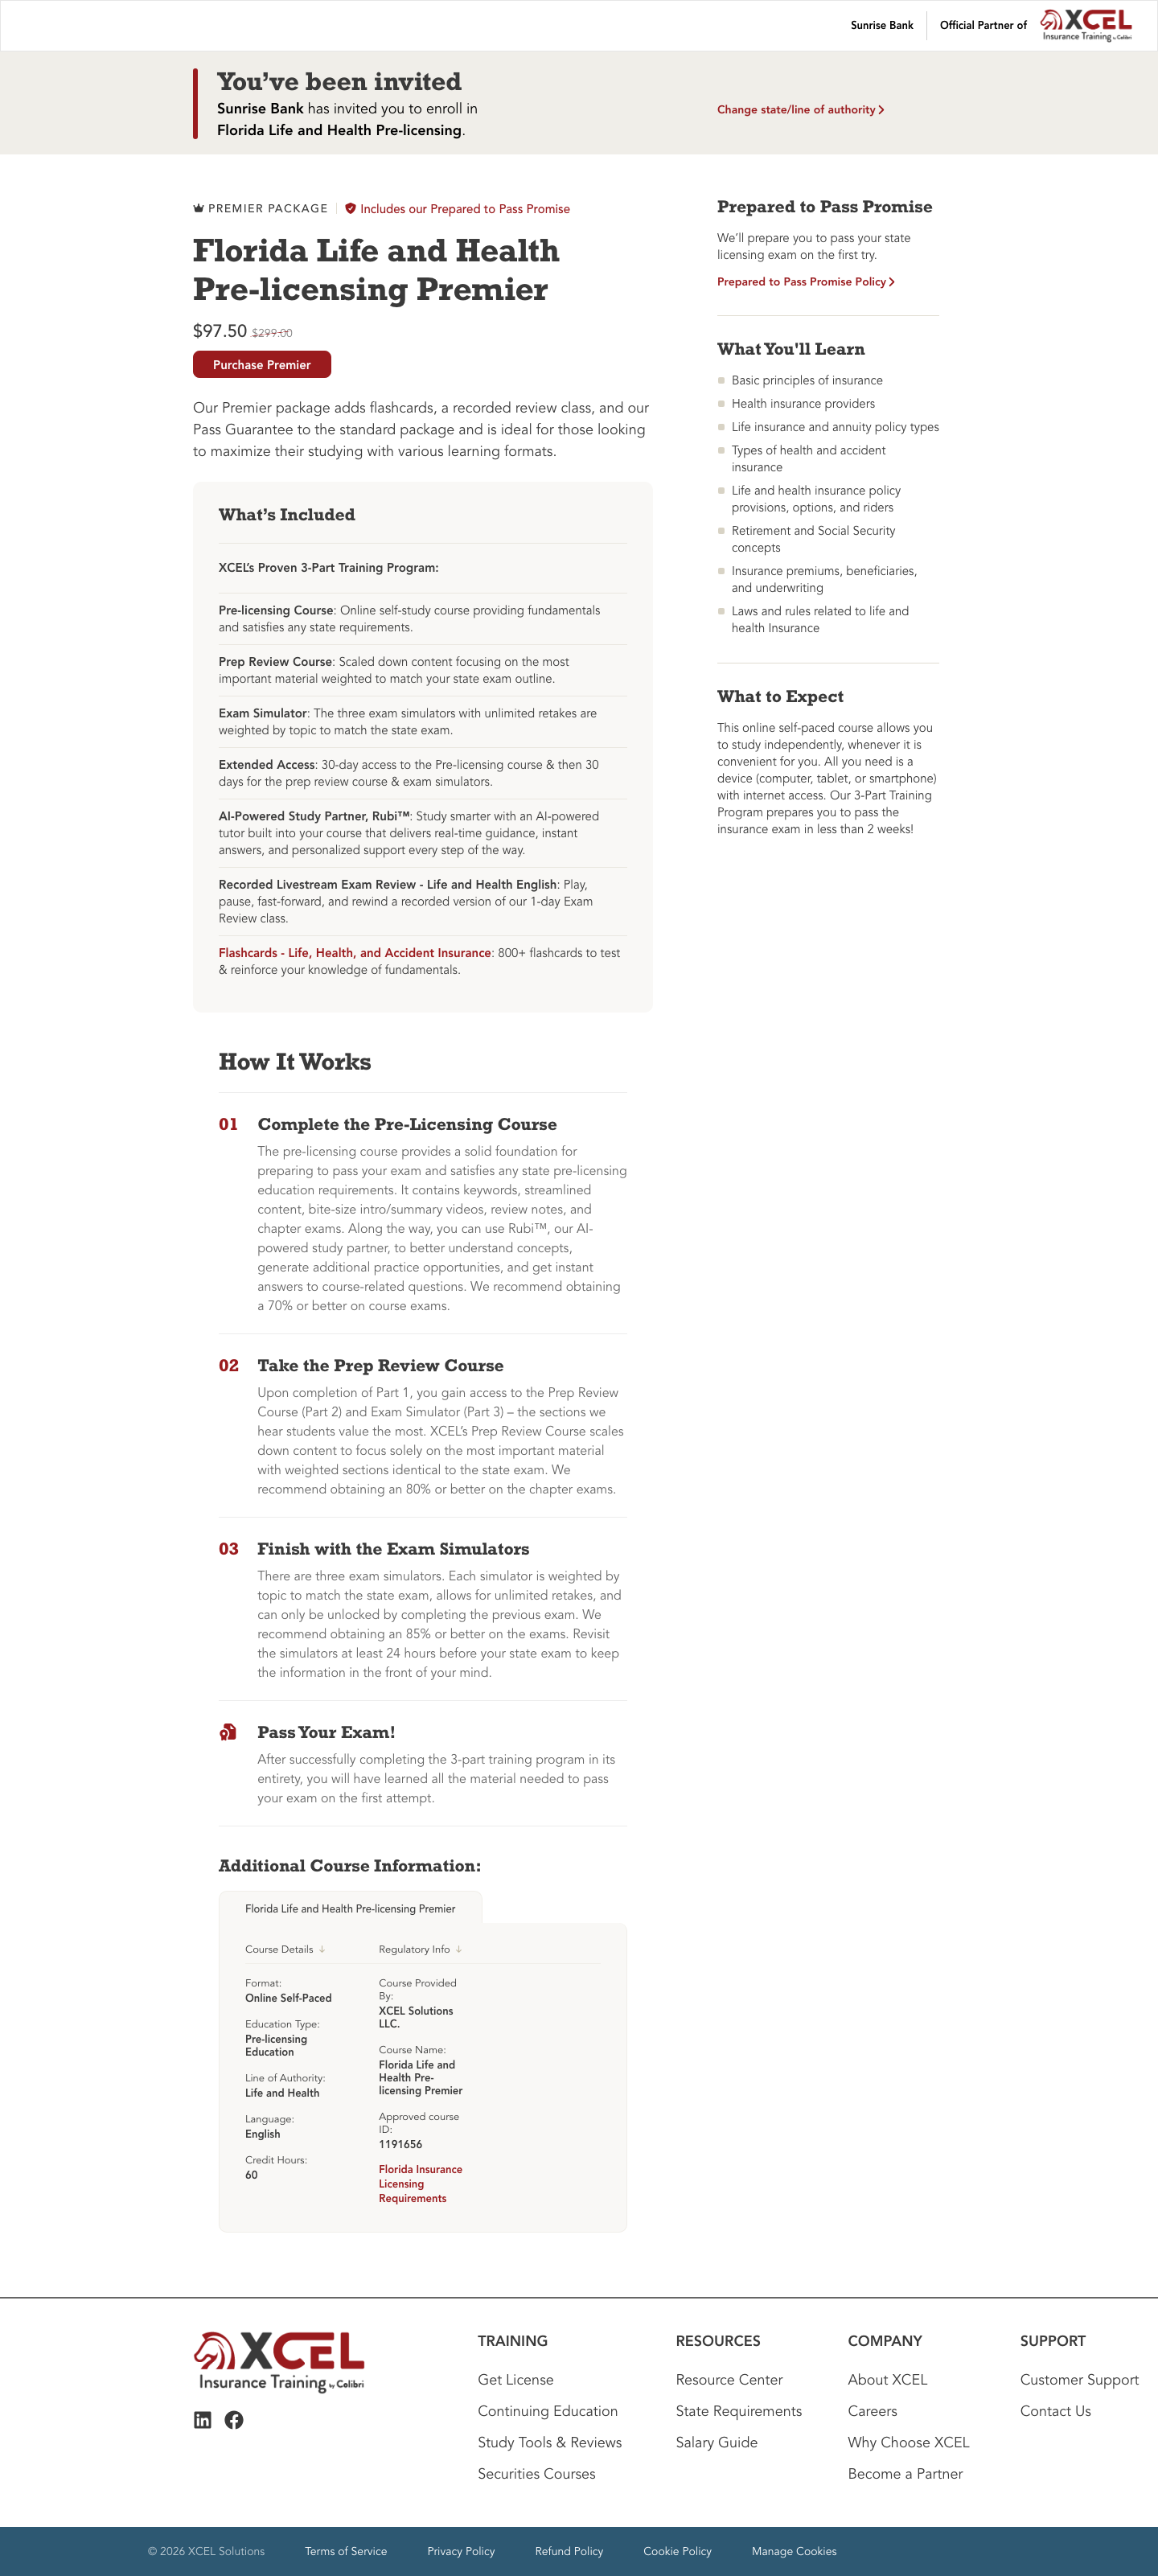 Sunrise Bank
Official Partner of
XCEL
Insurance Training by Colibri
You’ve been invited
Sunrise Bank has invited you to enroll in
Florida Life and Health Pre-licensing.
Change state/line of authority
PREMIER PACKAGE
Includes our Prepared to Pass Promise
Florida Life and Health
Pre-licensing Premier
$97.50 $299.00
Purchase Premier
Our Premier package adds flashcards, a recorded review class, and our
Pass Guarantee to the standard package and is ideal for those looking
to maximize their studying with various learning formats.
What’s Included
XCEL’s Proven 3-Part Training Program:
Pre-licensing Course: Online self-study course providing fundamentals
and satisfies any state requirements.
Prep Review Course: Scaled down content focusing on the most
important material weighted to match your state exam outline.
Exam Simulator: The three exam simulators with unlimited retakes are
weighted by topic to match the state exam.
Extended Access: 30-day access to the Pre-licensing course & then 30
days for the prep review course & exam simulators.
AI-Powered Study Partner, Rubi™: Study smarter with an AI-powered
tutor built into your course that delivers real-time guidance, instant
answers, and personalized support every step of the way.
Recorded Livestream Exam Review - Life and Health English: Play,
pause, fast-forward, and rewind a recorded version of our 1-day Exam
Review class.
Flashcards - Life, Health, and Accident Insurance: 800+ flashcards to test
& reinforce your knowledge of fundamentals.
Prepared to Pass Promise
We’ll prepare you to pass your state
licensing exam on the first try.
Prepared to Pass Promise Policy
What You'll Learn
Basic principles of insurance
Health insurance providers
Life insurance and annuity policy types
Types of health and accident
insurance
Life and health insurance policy
provisions, options, and riders
Retirement and Social Security
concepts
Insurance premiums, beneficiaries,
and underwriting
Laws and rules related to life and
health Insurance
What to Expect
This online self-paced course allows you
to study independently, whenever it is
convenient for you. All you need is a
device (computer, tablet, or smartphone)
with internet access. Our 3-Part Training
Program prepares you to pass the
insurance exam in less than 2 weeks!
How It Works
01 Complete the Pre-Licensing Course
The pre-licensing course provides a solid foundation for
preparing to pass your exam and satisfies any state pre-licensing
education requirements. It contains keywords, streamlined
content, bite-size intro/summary videos, review notes, and
chapter exams. Along the way, you can use Rubi™, our AI-
powered study partner, to better understand concepts,
generate additional practice opportunities, and get instant
answers to course-related questions. We recommend obtaining
a 70% or better on course exams.
02 Take the Prep Review Course
Upon completion of Part 1, you gain access to the Prep Review
Course (Part 2) and Exam Simulator (Part 3) – the sections we
hear students value the most. XCEL’s Prep Review Course scales
down content to focus solely on the most important material
with weighted sections identical to the state exam. We
recommend obtaining an 80% or better on the chapter exams.
03 Finish with the Exam Simulators
There are three exam simulators. Each simulator is weighted by
topic to match the state exam, allows for unlimited retakes, and
can only be unlocked by completing the previous exam. We
recommend obtaining an 85% or better on the exams. Revisit
the simulators at least 24 hours before your state exam to keep
the information in the front of your mind.
Pass Your Exam!
After successfully completing the 3-part training program in its
entirety, you will have learned all the material needed to pass
your exam on the first attempt.
Additional Course Information:
Florida Life and Health Pre-licensing Premier
Course Details ↓
Format:
Online Self-Paced
Education Type:
Pre-licensing
Education
Line of Authority:
Life and Health
Language:
English
Credit Hours:
60
Regulatory Info ↓
Course Provided
By:
XCEL Solutions
LLC.
Course Name:
Florida Life and
Health Pre-
licensing Premier
Approved course
ID:
1191656
Florida Insurance
Licensing
Requirements
XCEL
Insurance Training by Colibri
TRAINING
Get License
Continuing Education
Study Tools & Reviews
Securities Courses
RESOURCES
Resource Center
State Requirements
Salary Guide
COMPANY
About XCEL
Careers
Why Choose XCEL
Become a Partner
SUPPORT
Customer Support
Contact Us
© 2026 XCEL Solutions
Terms of Service
Privacy Policy
Refund Policy
Cookie Policy
Manage Cookies